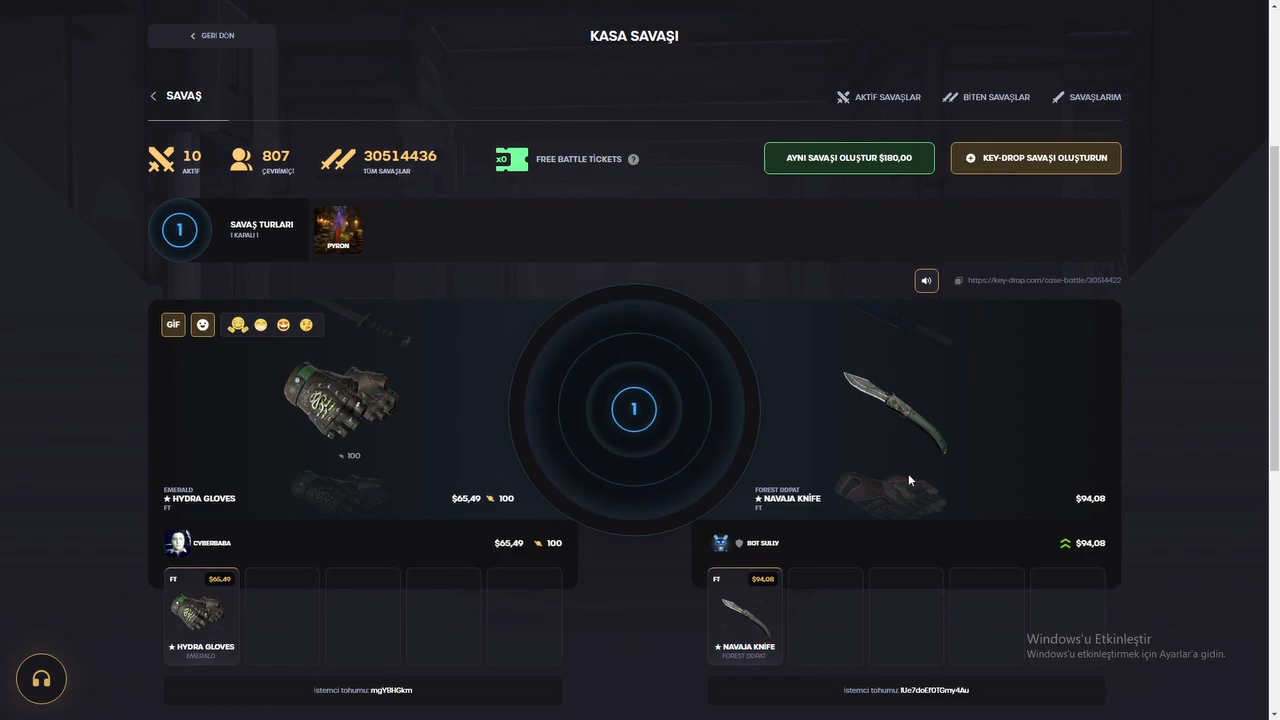 GERİ DÖN
KASA SAVAŞI
SAVAŞ
AKTİF SAVAŞLAR
BİTEN SAVAŞLAR
SAVAŞLARIM
10
AKTİF
807
ÇEVRİMİÇİ
30514436
TÜM SAVAŞLAR
x0
FREE BATTLE TICKETS ?
AYNI SAVAŞI OLUŞTUR $180,00
KEY-DROP SAVAŞI OLUŞTURUN
1
SAVAŞ TURLARI
1 KAPALI 1
PYRON
https://key-drop.com/case-battle/30514422
GİF
100
1
EMERALD
★ HYDRA GLOVES
FT
$65,49 100
FOREST DDPAT
★ NAVAJA KNİFE
FT
$94,08
CYBERBABA
$65,49 100
BOT SULLY
$94,08
FT $65,49
★ HYDRA GLOVES
EMERALD
FT $94,08
★ NAVAJA KNİFE
FOREST DDPAT
Windows'u Etkinleştir
Windows'u etkinleştirmek için Ayarlar'a gidin.
istemci tohumu: mgY8HGkm
istemci tohumu: lUe7doEf0TGmy4Au